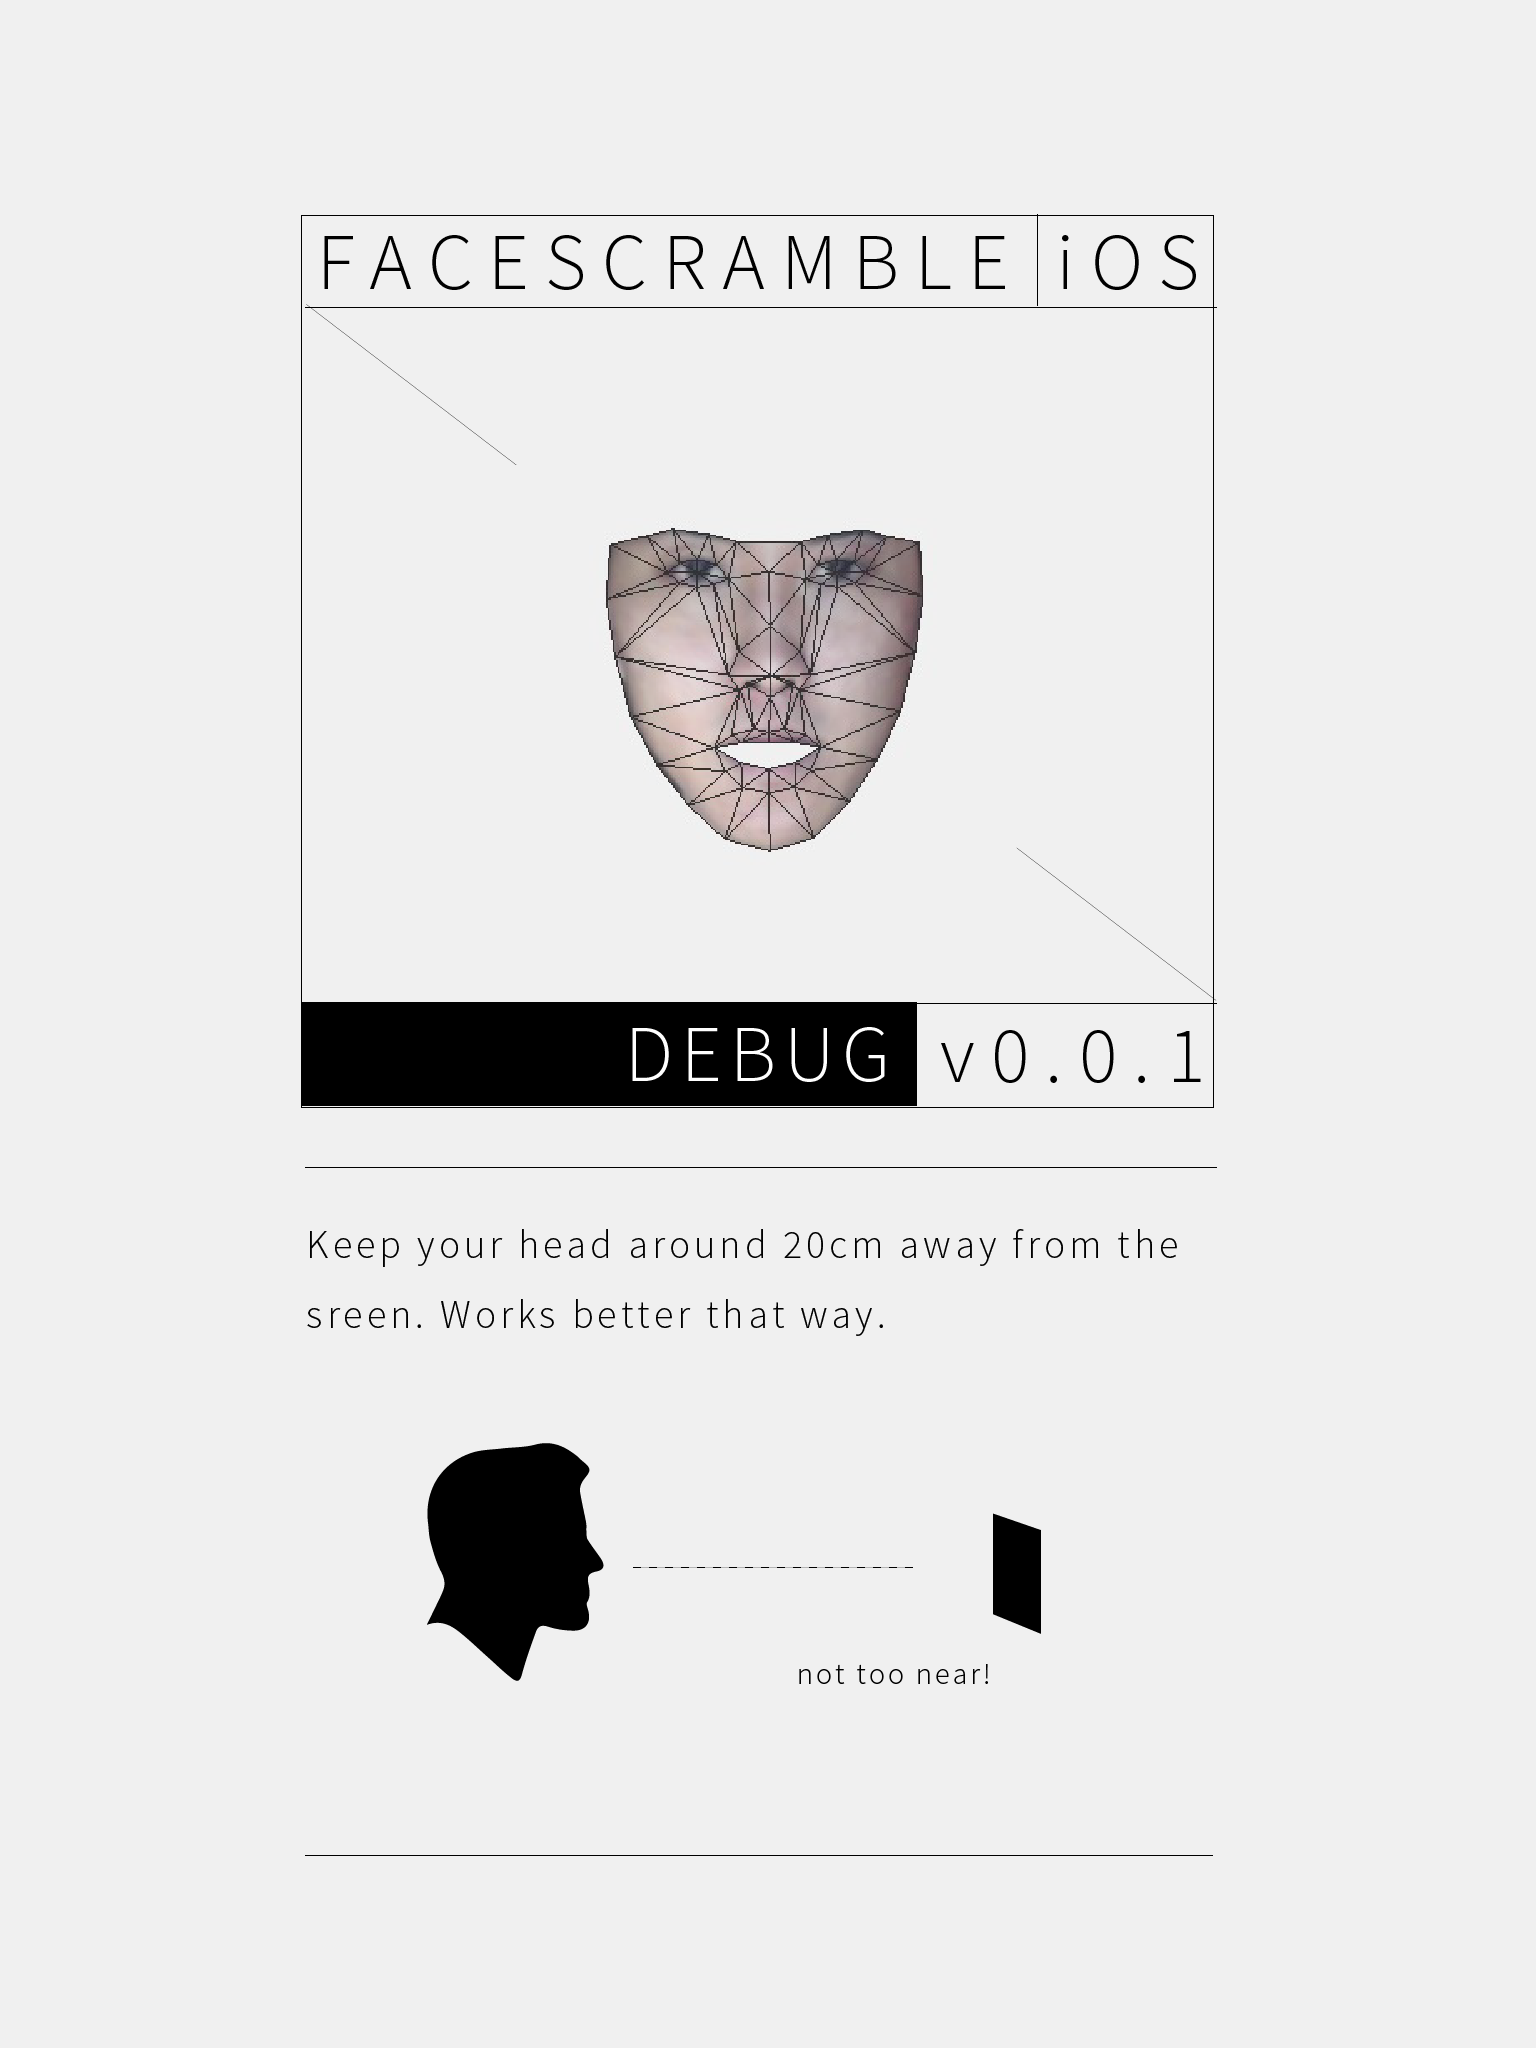 FACESCRAMBLE iOS
DEBUG v0.0.1
Keep your head around 20cm away from the
sreen. Works better that way.
not too near!